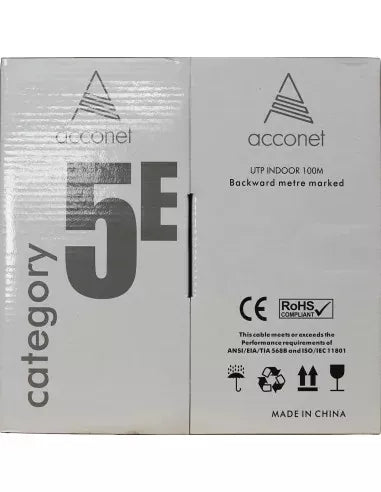 acconet
category
5E
acconet
UTP INDOOR 100M
Backward metre marked
CE
RoHS
COMPLIANT
This cable meets or exceeds the
Performance requirements of
ANSI/EIA/TIA 568B and ISO/IEC 11801
MADE IN CHINA